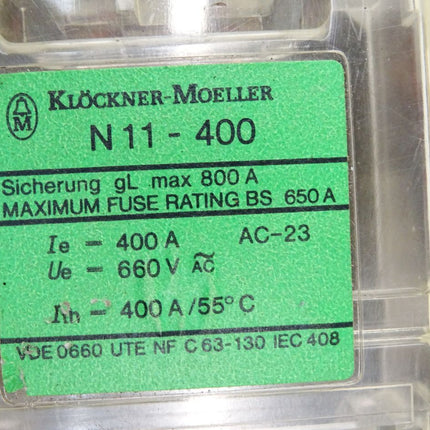 KLÖCKNER-MOELLER
N 11 - 400
Sicherung gL max 800 A
MAXIMUM FUSE RATING BS 650 A
Ie = 400 A AC-23
Ue = 660 V AC
Ith = 400 A/55° C
VDE 0660 UTE NF C 63-130 IEC 408